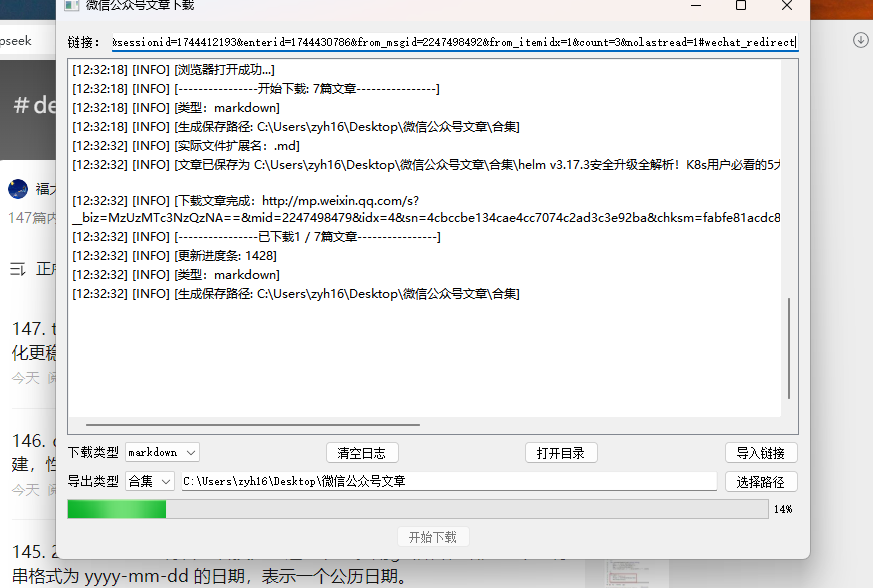 微信公众号文章下载
pseek
链接：
&sessionid=1744412193&enterid=1744430786&from_msgid=2247498492&from_itemidx=1&count=3&nolastread=1#wechat_redirect
# de
[12:32:18] [INFO] [浏览器打开成功...]
[12:32:18] [INFO] [----------------开始下载: 7篇文章----------------]
[12:32:18] [INFO] [类型：markdown]
[12:32:18] [INFO] [生成保存路径: C:\Users\zyh16\Desktop\微信公众号文章\合集]
[12:32:32] [INFO] [实际文件扩展名：.md]
[12:32:32] [INFO] [文章已保存为 C:\Users\zyh16\Desktop\微信公众号文章\合集\helm v3.17.3安全升级全解析！K8s用户必看的5大
[12:32:32] [INFO] [下载文章完成：http://mp.weixin.qq.com/s?
__biz=MzUzMTc3NzQzNA==&mid=2247498479&idx=4&sn=4cbccbe134cae4cc7074c2ad3c3e92ba&chksm=fabfe81acdc8
[12:32:32] [INFO] [----------------已下载1 / 7篇文章----------------]
[12:32:32] [INFO] [更新进度条: 1428]
[12:32:32] [INFO] [类型：markdown]
[12:32:32] [INFO] [生成保存路径: C:\Users\zyh16\Desktop\微信公众号文章\合集]
福大
147篇内
正
147. t
化更稳
今天 阅
146.
建，性
今天 阅
下载类型 markdown 清空日志 打开目录 导入链接
导出类型 合集 C:\Users\zyh16\Desktop\微信公众号文章 选择路径
14%
开始下载
145. 2
串格式为 yyyy-mm-dd 的日期，表示一个公历日期。